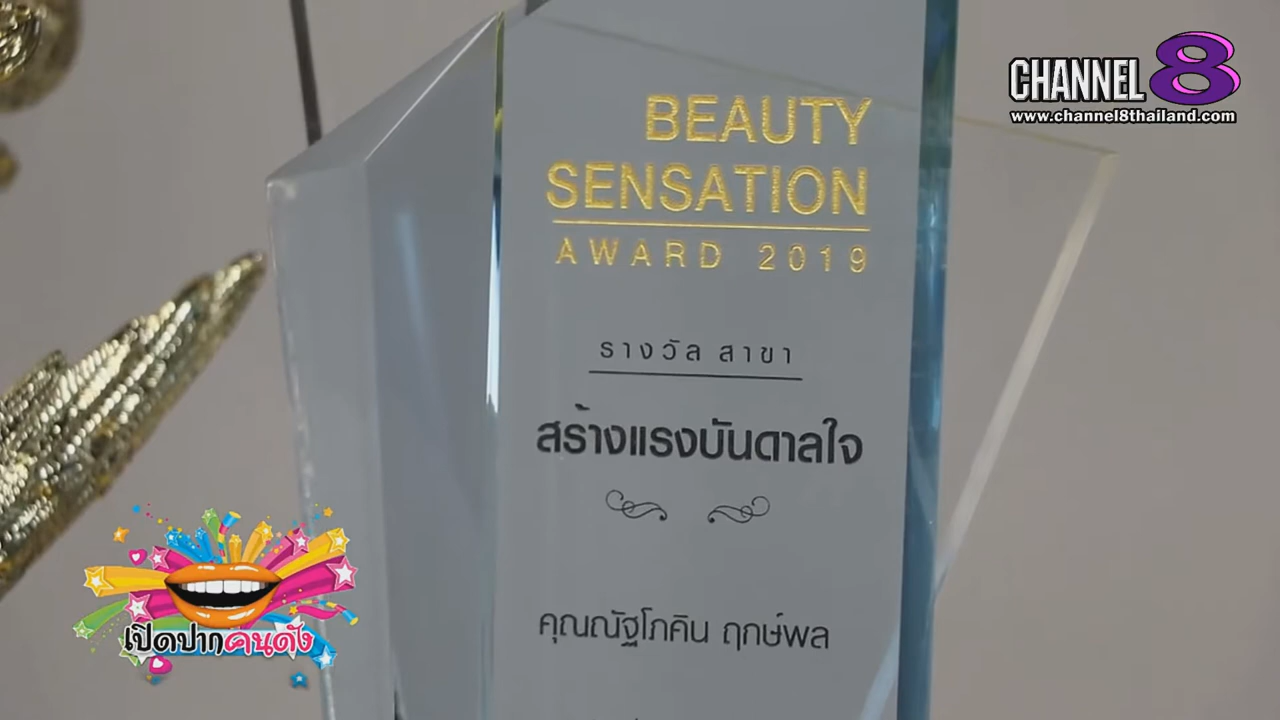 CHANNEL 8
www.channel8thailand.com
BEAUTY
SENSATION
AWARD 2019
รางวัล สาขา
สร้างแรงบันดาลใจ
คุณณัฐโภคิน ฤกษ์พล
เปิดปากคนดัง